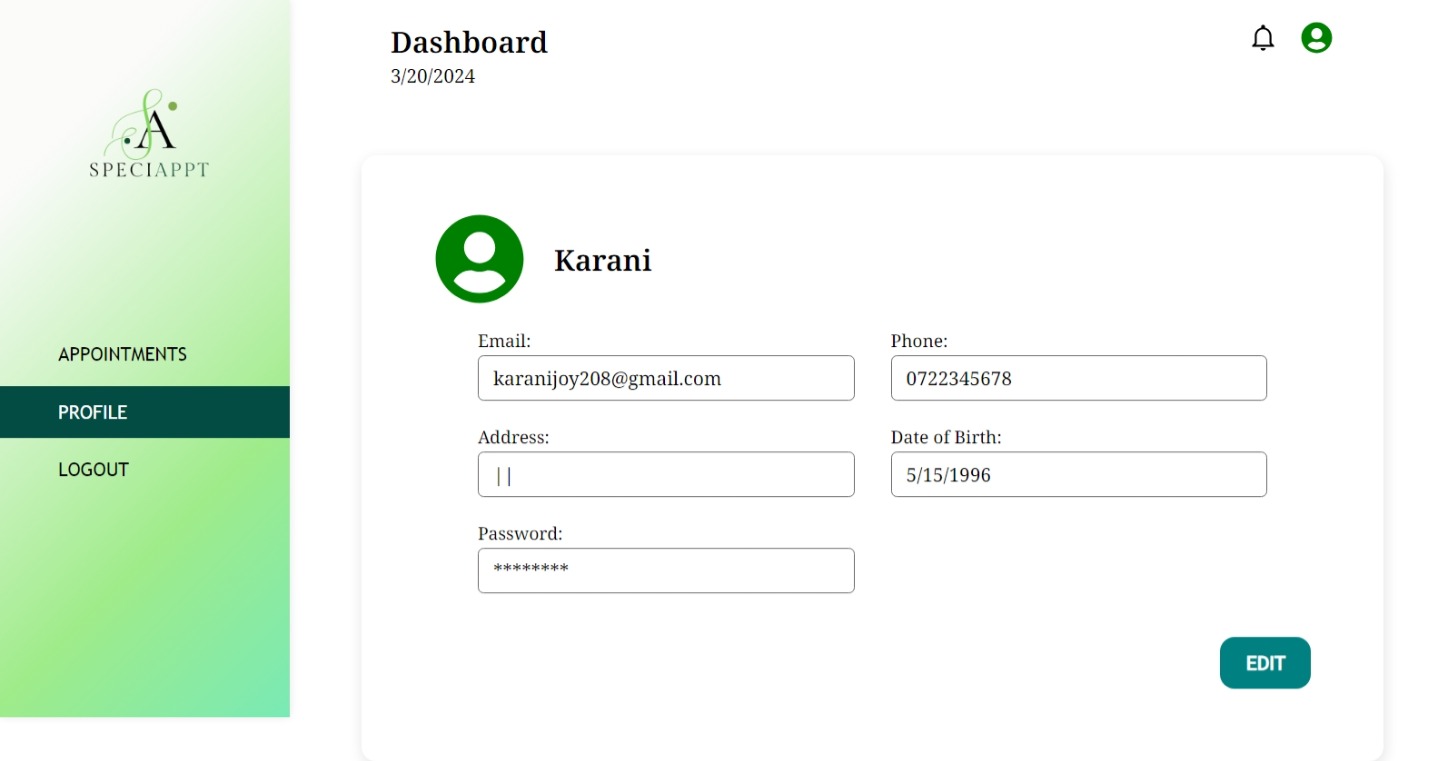 Dashboard
3/20/2024
SA
SPECIAPPT
APPOINTMENTS
PROFILE
LOGOUT
Karani
Email:
karanijoy208@gmail.com
Phone:
0722345678
Address:
||
Date of Birth:
5/15/1996
Password:
********
EDIT